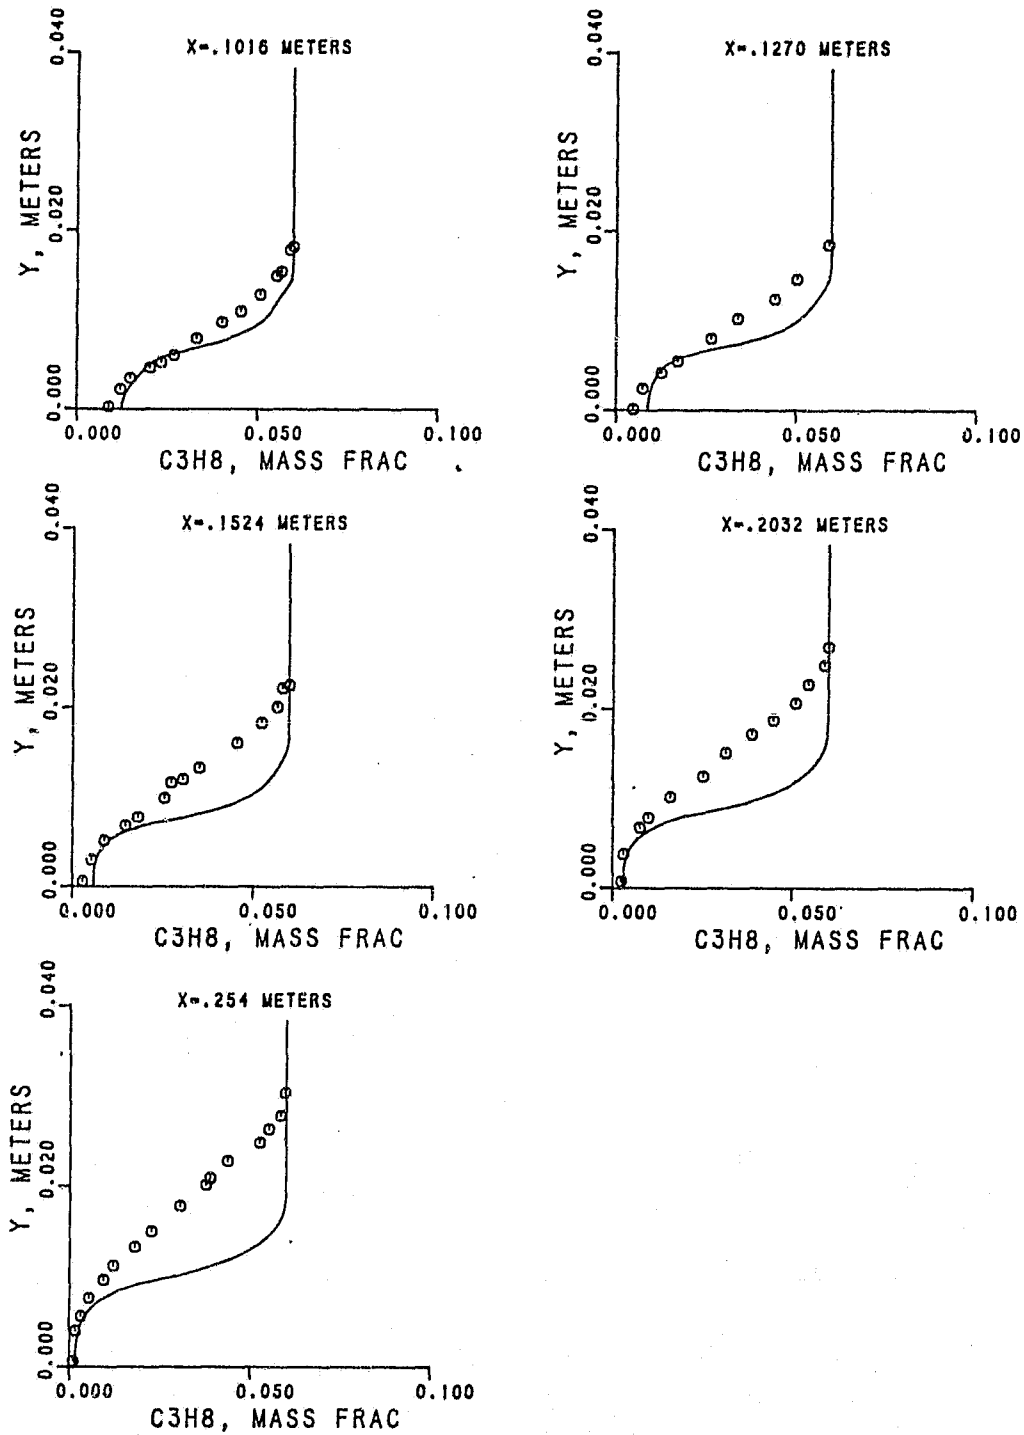 X=.1016 METERS
0.040
0.020
0.000
Y, METERS
0.000 0.050 0.100
C3H8, MASS FRAC
X=.1270 METERS
0.040
0.020
0.000
Y, METERS
0.000 0.050 0.100
C3H8, MASS FRAC
X=.1524 METERS
0.040
0.020
0.000
Y, METERS
0.000 0.050 0.100
C3H8, MASS FRAC
X=.2032 METERS
0.040
0.020
0.000
Y, METERS
0.000 0.050 0.100
C3H8, MASS FRAC
X=.254 METERS
0.040
0.020
0.000
Y, METERS
0.000 0.050 0.100
C3H8, MASS FRAC